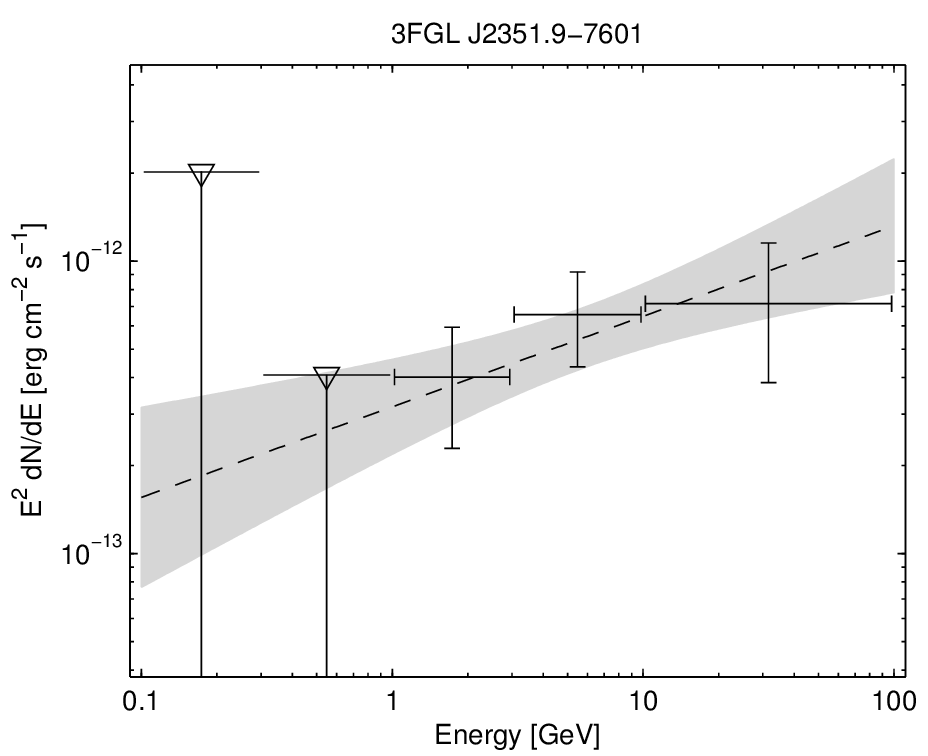 3FGL J2351.9−7601
E² dN/dE [erg cm⁻² s⁻¹]
10⁻¹²
10⁻¹³
0.1 1 10 100
Energy [GeV]